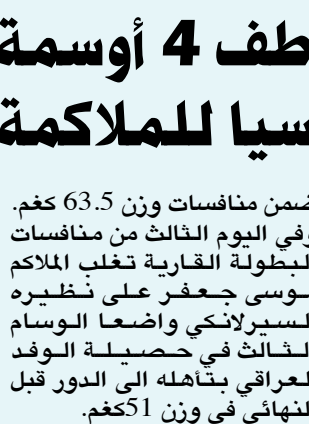 طف 4 أوسمة
سيا للملاكمة
ضمن منافسات وزن 63.5 كغم.
وفي اليوم الثالث من منافسات
البطولة القارية تغلب الملاكم
موسى جعفر على نظيره
السيرلانكي واضعا الوسام
الثالث في حصيلة الوفد
العراقي بتأهله الى الدور قبل
النهائي في وزن 51كغم.